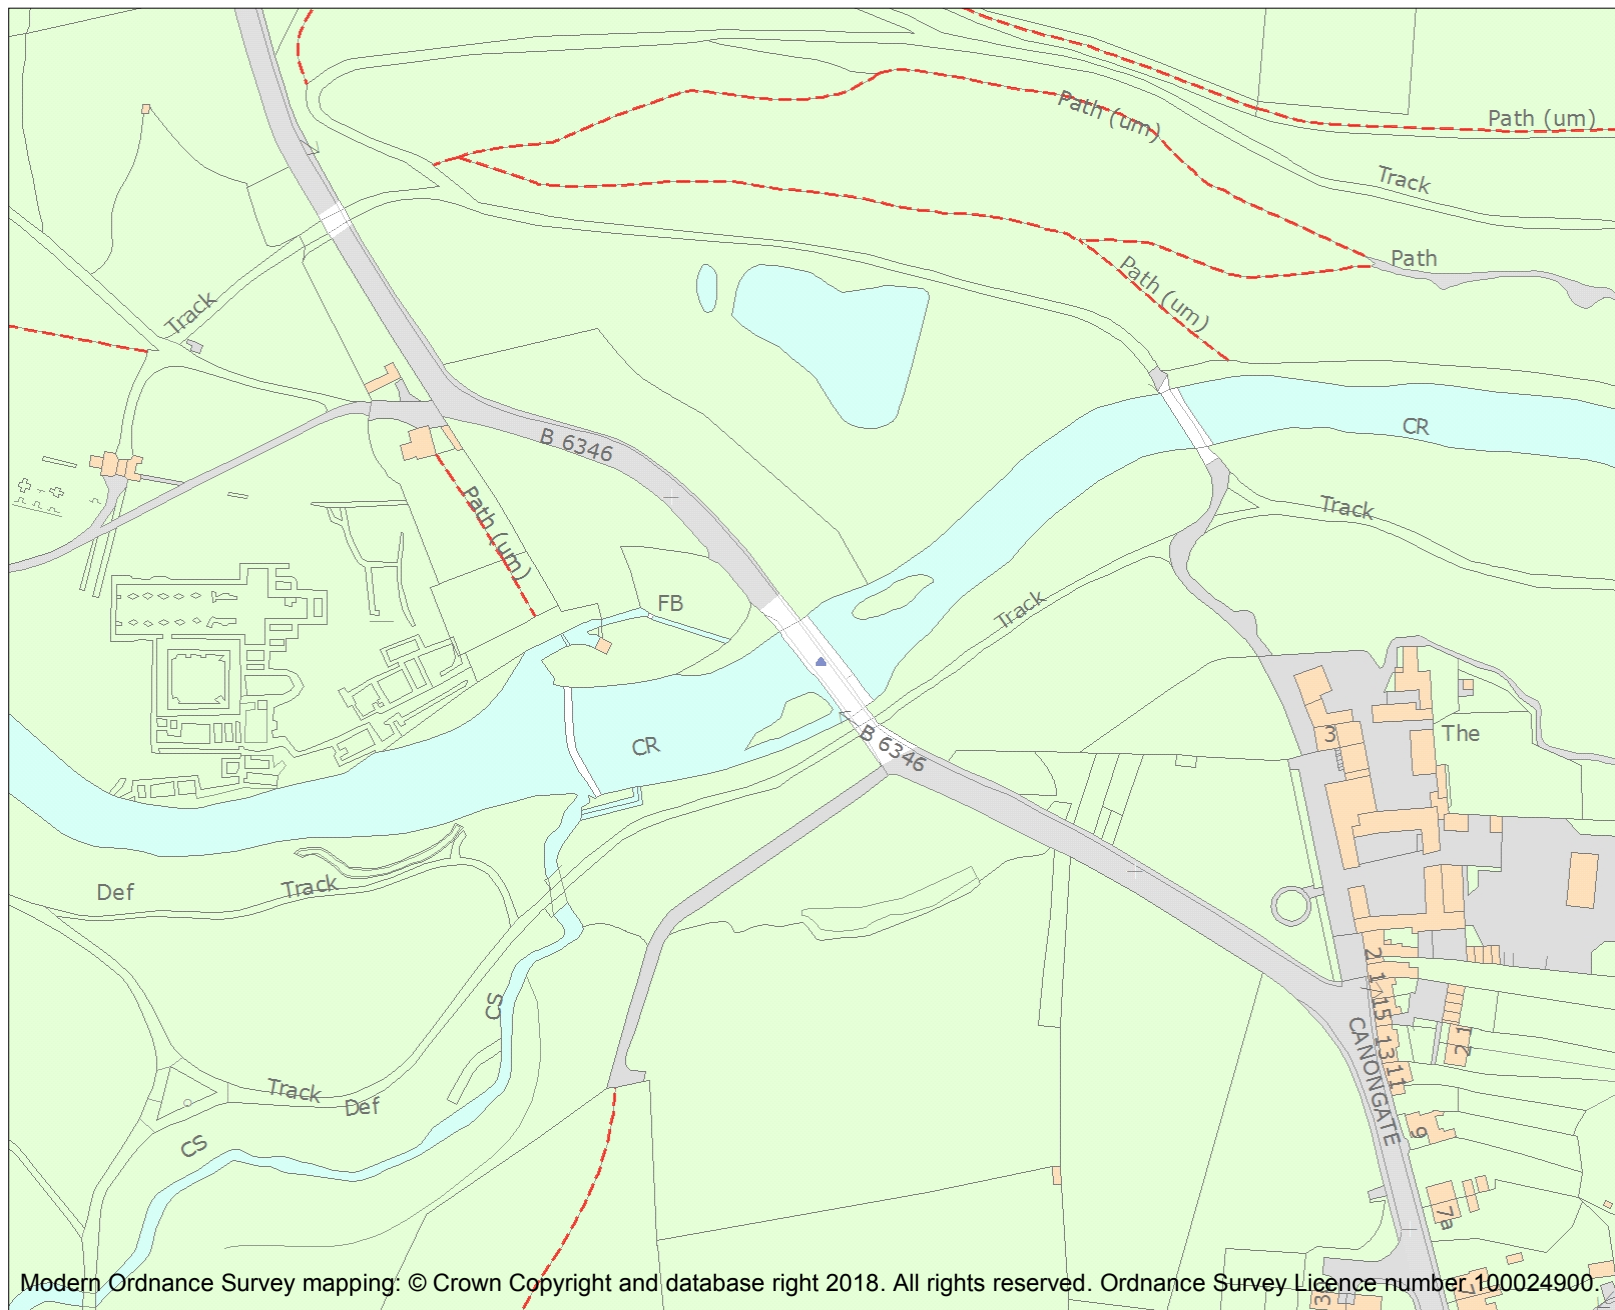 Path (um)
Path (um)
Track
Path
Path (um)
Track
CR
B 6346
Path (um)
Track
FB
Track
CR
B 6346
3
The
Def
Track
2
1
15
13
11
2 1
CS
CANONGATE
Track
Def
9
CS
7a
Modern Ordnance Survey mapping: © Crown Copyright and database right 2018. All rights reserved. Ordnance Survey Licence number 100024900.